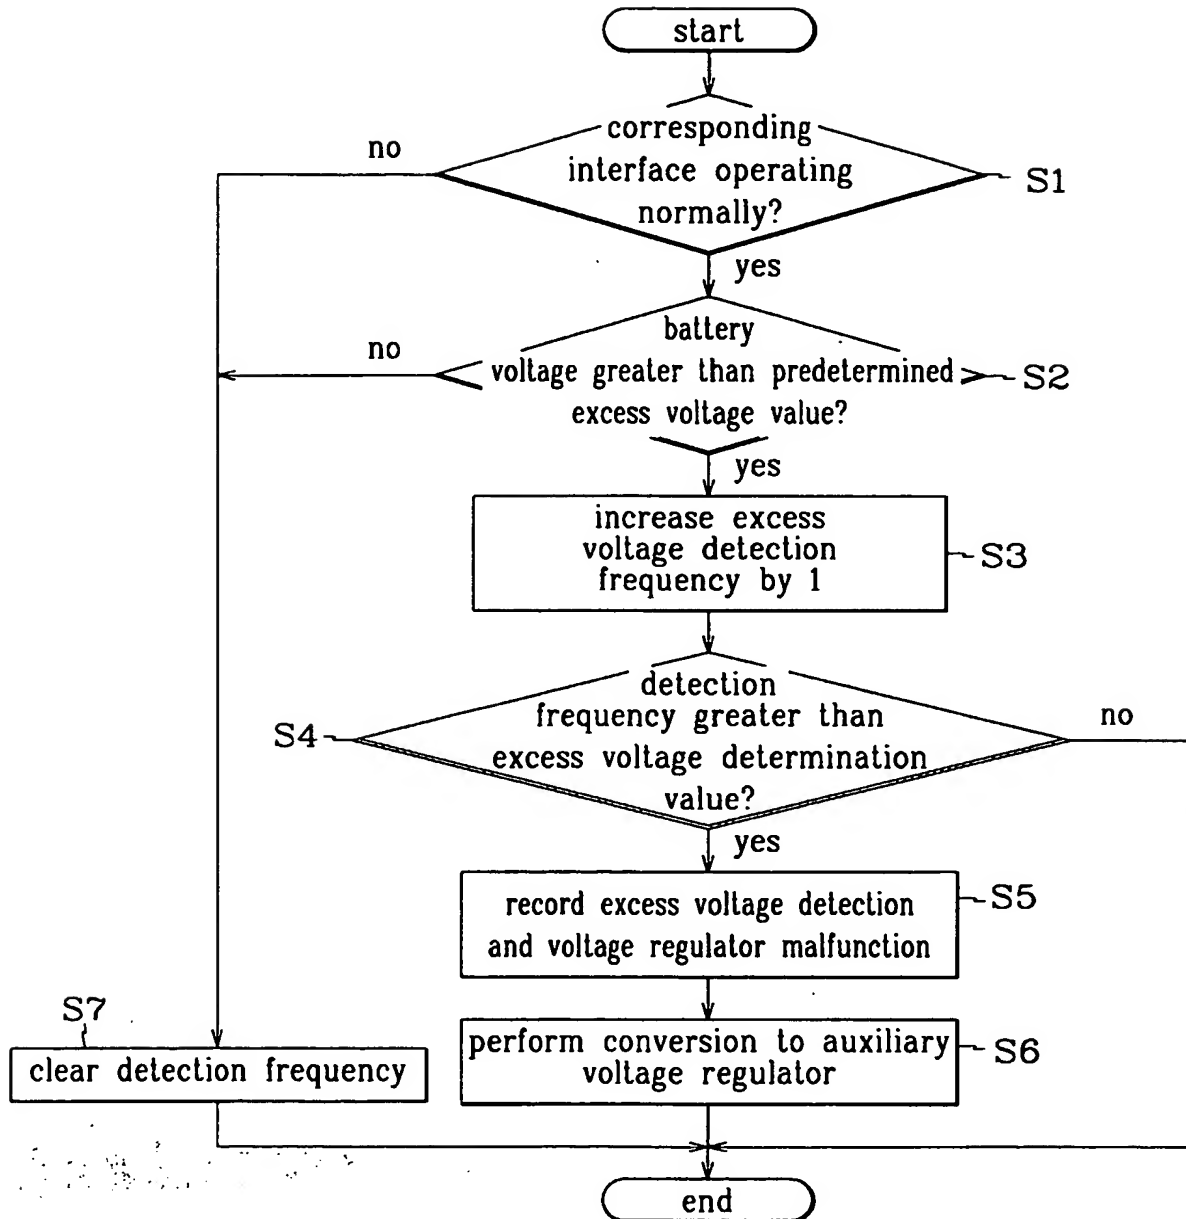 start
corresponding
interface operating
normally?
no
S1
yes
battery
voltage greater than predetermined
excess voltage value?
no
S2
yes
increase excess
voltage detection
frequency by 1
S3
detection
frequency greater than
excess voltage determination
value?
S4
no
yes
record excess voltage detection
and voltage regulator malfunction
S5
S7
clear detection frequency
perform conversion to auxiliary
voltage regulator
S6
end